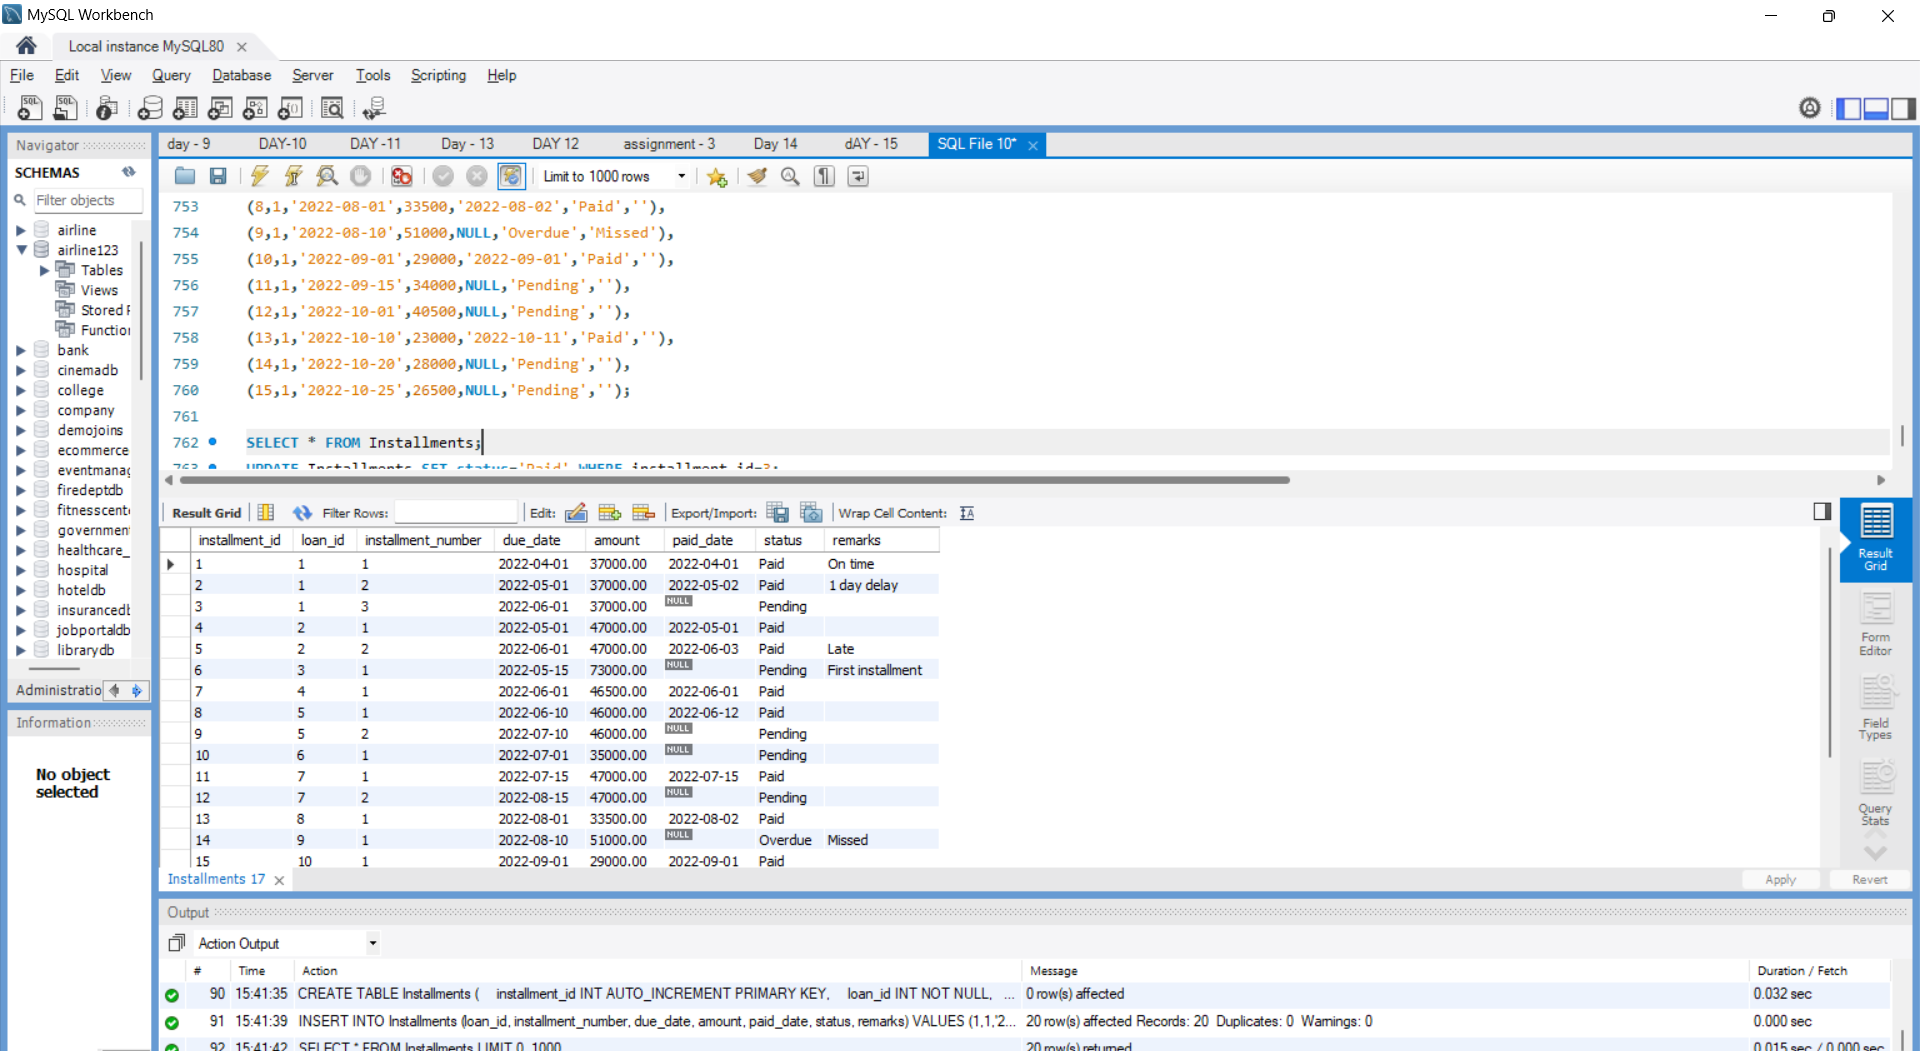 MySQL Workbench
Local instance MySQL80
File Edit View Query Database Server Tools Scripting Help
Navigator
SCHEMAS
Filter objects
airline
airline123
Tables
Views
Stored
Function
bank
cinemadb
college
company
demojoins
ecommerce
eventmanag
firedeptdb
fitnesscent
government
healthcare_
hospital
hoteldb
insurancedb
jobportaldb
librarydb
Administratio
Information
No object
selected
day - 9 DAY-10 DAY -11 Day - 13 DAY 12 assignment - 3 Day 14 dAY - 15 SQL File 10*
Limit to 1000 rows
753 (8,1,'2022-08-01',33500,'2022-08-02','Paid',''),
754 (9,1,'2022-08-10',51000,NULL,'Overdue','Missed'),
755 (10,1,'2022-09-01',29000,'2022-09-01','Paid',''),
756 (11,1,'2022-09-15',34000,NULL,'Pending',''),
757 (12,1,'2022-10-01',40500,NULL,'Pending',''),
758 (13,1,'2022-10-10',23000,'2022-10-11','Paid',''),
759 (14,1,'2022-10-20',28000,NULL,'Pending',''),
760 (15,1,'2022-10-25',26500,NULL,'Pending','');
761
762 SELECT * FROM Installments;
763 UPDATE Installments SET status='Paid' WHERE installment_id=3;
Result Grid Filter Rows: Edit: Export/Import: Wrap Cell Content:
installment_id loan_id installment_number due_date amount paid_date status remarks
1 1 1 2022-04-01 37000.00 2022-04-01 Paid On time
2 1 2 2022-05-01 37000.00 2022-05-02 Paid 1 day delay
3 1 3 2022-06-01 37000.00 NULL Pending
4 2 1 2022-05-01 47000.00 2022-05-01 Paid
5 2 2 2022-06-01 47000.00 2022-06-03 Paid Late
6 3 1 2022-05-15 73000.00 NULL Pending First installment
7 4 1 2022-06-01 46500.00 2022-06-01 Paid
8 5 1 2022-06-10 46000.00 2022-06-12 Paid
9 5 2 2022-07-10 46000.00 NULL Pending
10 6 1 2022-07-01 35000.00 NULL Pending
11 7 1 2022-07-15 47000.00 2022-07-15 Paid
12 7 2 2022-08-15 47000.00 NULL Pending
13 8 1 2022-08-01 33500.00 2022-08-02 Paid
14 9 1 2022-08-10 51000.00 NULL Overdue Missed
15 10 1 2022-09-01 29000.00 2022-09-01 Paid
Result
Grid
Form
Editor
Field
Types
Query
Stats
Installments 17
Apply Revert
Output
Action Output
# Time Action Message Duration / Fetch
90 15:41:35 CREATE TABLE Installments ( installment_id INT AUTO_INCREMENT PRIMARY KEY, loan_id INT NOT NULL, ... 0 row(s) affected 0.032 sec
91 15:41:39 INSERT INTO Installments (loan_id, installment_number, due_date, amount, paid_date, status, remarks) VALUES (1,1,'2... 20 row(s) affected Records: 20 Duplicates: 0 Warnings: 0 0.000 sec
92 15:41:42 SELECT * FROM Installments LIMIT 0, 1000 20 row(s) returned 0.015 sec / 0.000 sec